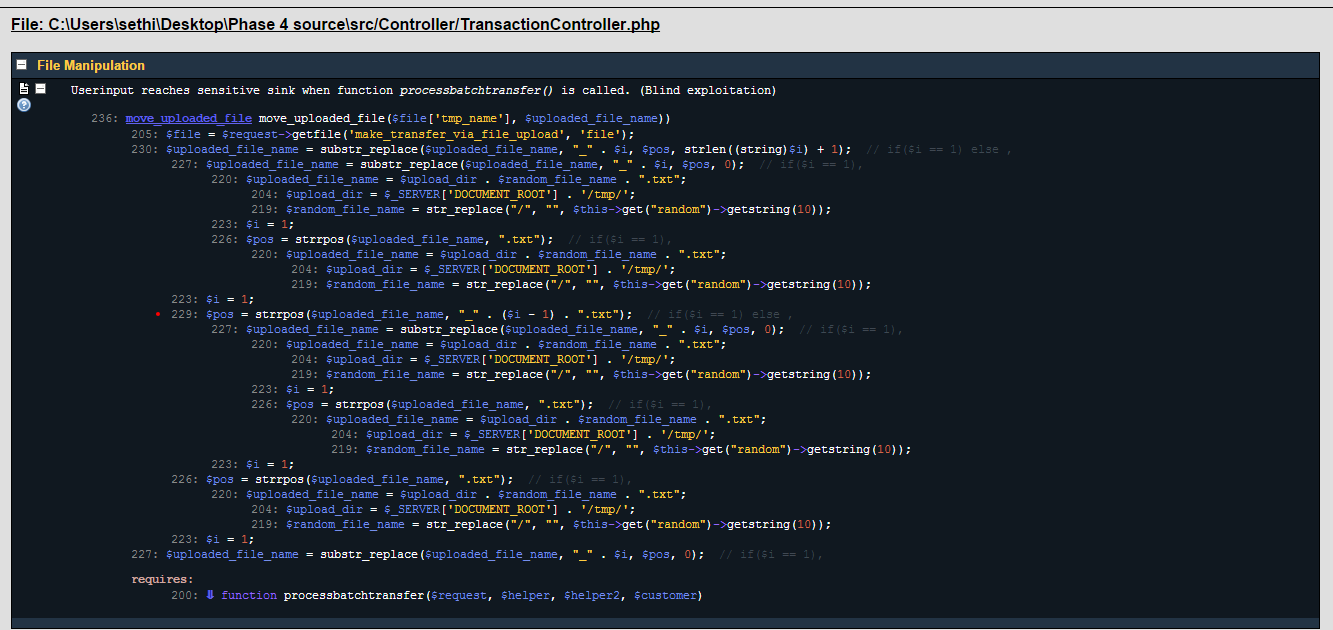 File: C:\Users\sethi\Desktop\Phase 4 source\src/Controller/TransactionController.php
File Manipulation
Userinput reaches sensitive sink when function processbatchtransfer() is called. (Blind exploitation)
236: move_uploaded_file move_uploaded_file($file['tmp_name'], $uploaded_file_name))
205: $file = $request->getfile('make_transfer_via_file_upload', 'file');
230: $uploaded_file_name = substr_replace($uploaded_file_name, "_" . $i, $pos, strlen((string)$i) + 1);  // if($i == 1) else ,
227: $uploaded_file_name = substr_replace($uploaded_file_name, "_" . $i, $pos, 0);  // if($i == 1),
220: $uploaded_file_name = $upload_dir . $random_file_name . ".txt";
204: $upload_dir = $_SERVER['DOCUMENT_ROOT'] . '/tmp/';
219: $random_file_name = str_replace("/", "", $this->get("random")->getstring(10));
223: $i = 1;
226: $pos = strrpos($uploaded_file_name, ".txt");  // if($i == 1),
220: $uploaded_file_name = $upload_dir . $random_file_name . ".txt";
204: $upload_dir = $_SERVER['DOCUMENT_ROOT'] . '/tmp/';
219: $random_file_name = str_replace("/", "", $this->get("random")->getstring(10));
223: $i = 1;
229: $pos = strrpos($uploaded_file_name, "_" . ($i - 1) . ".txt");  // if($i == 1) else ,
227: $uploaded_file_name = substr_replace($uploaded_file_name, "_" . $i, $pos, 0);  // if($i == 1),
220: $uploaded_file_name = $upload_dir . $random_file_name . ".txt";
204: $upload_dir = $_SERVER['DOCUMENT_ROOT'] . '/tmp/';
219: $random_file_name = str_replace("/", "", $this->get("random")->getstring(10));
223: $i = 1;
226: $pos = strrpos($uploaded_file_name, ".txt");  // if($i == 1),
220: $uploaded_file_name = $upload_dir . $random_file_name . ".txt";
204: $upload_dir = $_SERVER['DOCUMENT_ROOT'] . '/tmp/';
219: $random_file_name = str_replace("/", "", $this->get("random")->getstring(10));
223: $i = 1;
226: $pos = strrpos($uploaded_file_name, ".txt");  // if($i == 1),
220: $uploaded_file_name = $upload_dir . $random_file_name . ".txt";
204: $upload_dir = $_SERVER['DOCUMENT_ROOT'] . '/tmp/';
219: $random_file_name = str_replace("/", "", $this->get("random")->getstring(10));
223: $i = 1;
227: $uploaded_file_name = substr_replace($uploaded_file_name, "_" . $i, $pos, 0);  // if($i == 1),
requires:
200: ⇓ function processbatchtransfer($request, $helper, $helper2, $customer)